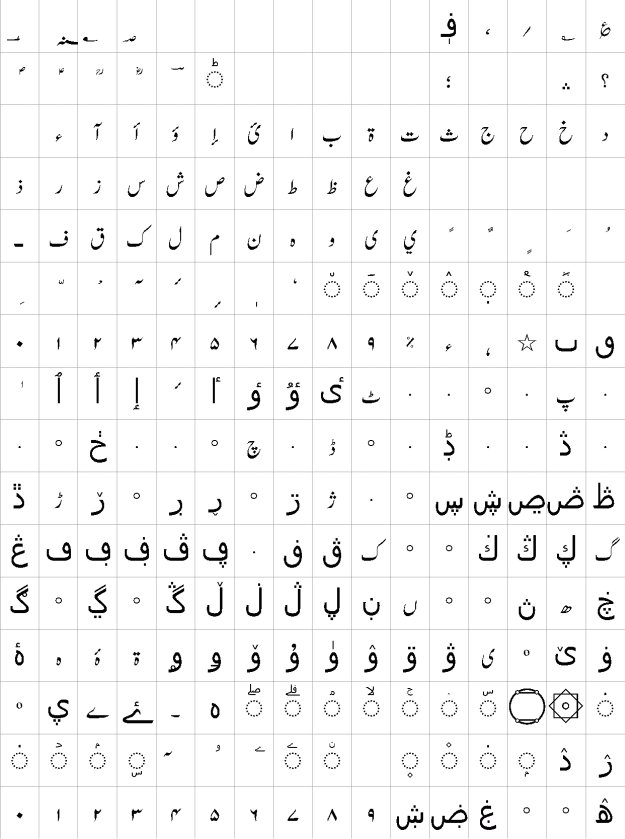 ؀ ؁ ؂ ؋ ، ؍ ؎ ؏
ؐ ؑ ؒ ؓ ؔ ؕ ؛ ؞ ؟
ء آ أ ؤ إ ئ ا ب ة ت ث ج ح خ د
ذ ر ز س ش ص ض ط ظ ع غ
ـ ف ق ك ل م ن ه و ى ي ً ٌ ٍ َ ُ
ِ ّ ْ ٓ ٔ ٕ ٖ ٗ ٘ ٙ ٚ ٛ ٜ ٝ ٞ
٠ ١ ٢ ٣ ٤ ٥ ٦ ٧ ٨ ٩ ٪ ٫ ٬ ٭ ٮ ٯ
ٰ ٱ ٲ ٳ ٴ ٵ ٶ ٷ ٸ ٹ · · ° · پ ·
· ° څ · · ° چ · ڈ ° · ڋ · · ڎ ·
ڐ ڑ ڒ ° ڔ ڕ ° ڗ ژ · ° ڛ ڜ ڝ ڞ ڟ
ڠ ڡ ڢ ڣ ڤ ڥ · ڧ ڨ ک ° ° ڬ ڭ ڮ گ
ڰ ° ڲ ° ڴ ڵ ڶ ڷ ڸ ڹ ں ° ° ڽ ھ ڿ
ۀ ہ ۂ ۃ ۄ ۅ ۆ ۇ ۈ ۉ ۊ ۋ ی ° ێ ۏ
° ۑ ے ۓ ۔ ە ۖ ۗ ۘ ۙ ۚ ۛ ۜ ۝ ۞ ۟
۠ ۡ ۢ ۣ ۤ ۥ ۦ ۧ ۨ ۪ ۫ ۬ ۭ ۮ ۯ
۰ ۱ ۲ ۳ ۴ ۵ ۶ ۷ ۸ ۹ ۺ ۻ ۼ ° ° ۿ